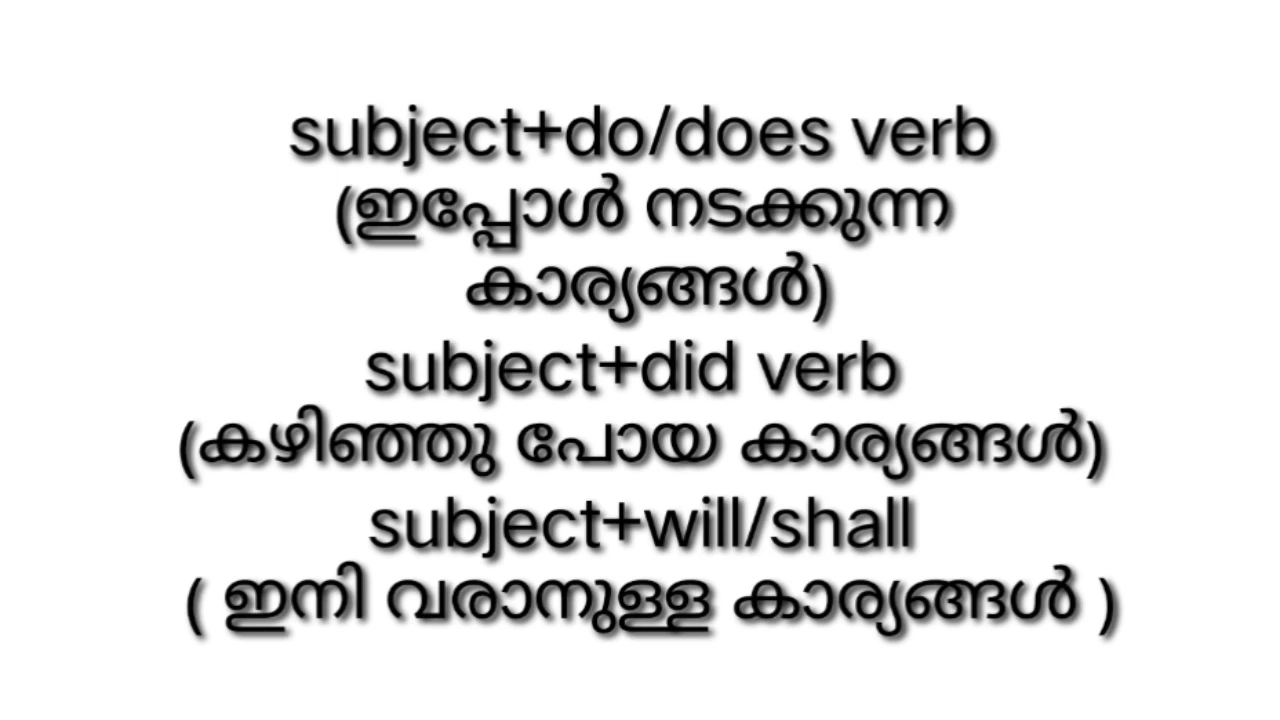 subject+do/does verb
(ഇപ്പോൾ നടക്കുന്ന
കാര്യങ്ങൾ)
subject+did verb
(കഴിഞ്ഞു പോയ കാര്യങ്ങൾ)
subject+will/shall
( ഇനി വരാനുള്ള കാര്യങ്ങൾ )